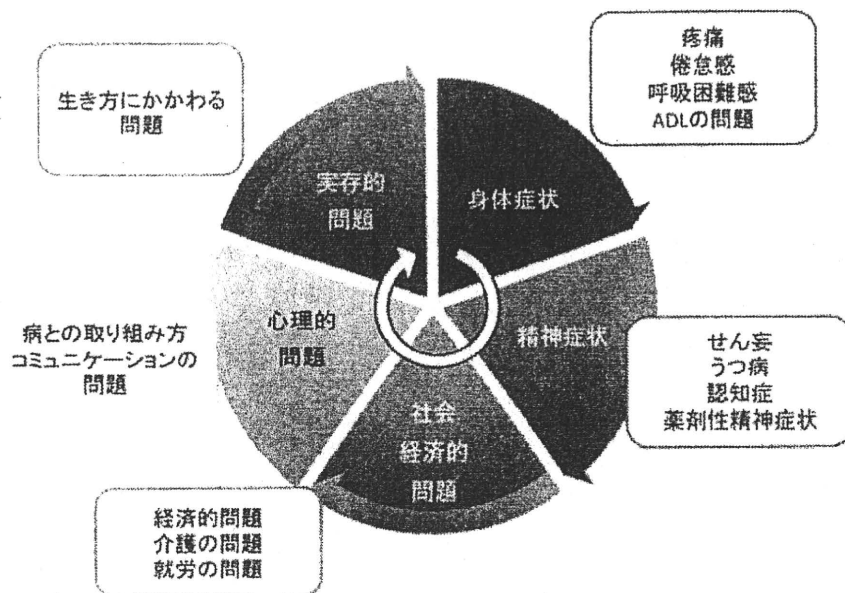 疼痛
倦怠感
呼吸困難感
ADLの問題
身体症状
せん妄
うつ病
認知症
薬剤性精神症状
精神症状
社会
経済的
問題
経済的問題
介護の問題
就労の問題
心理的
問題
病との取り組み方
コミュニケーションの
問題
実存的
問題
生き方にかかわる
問題